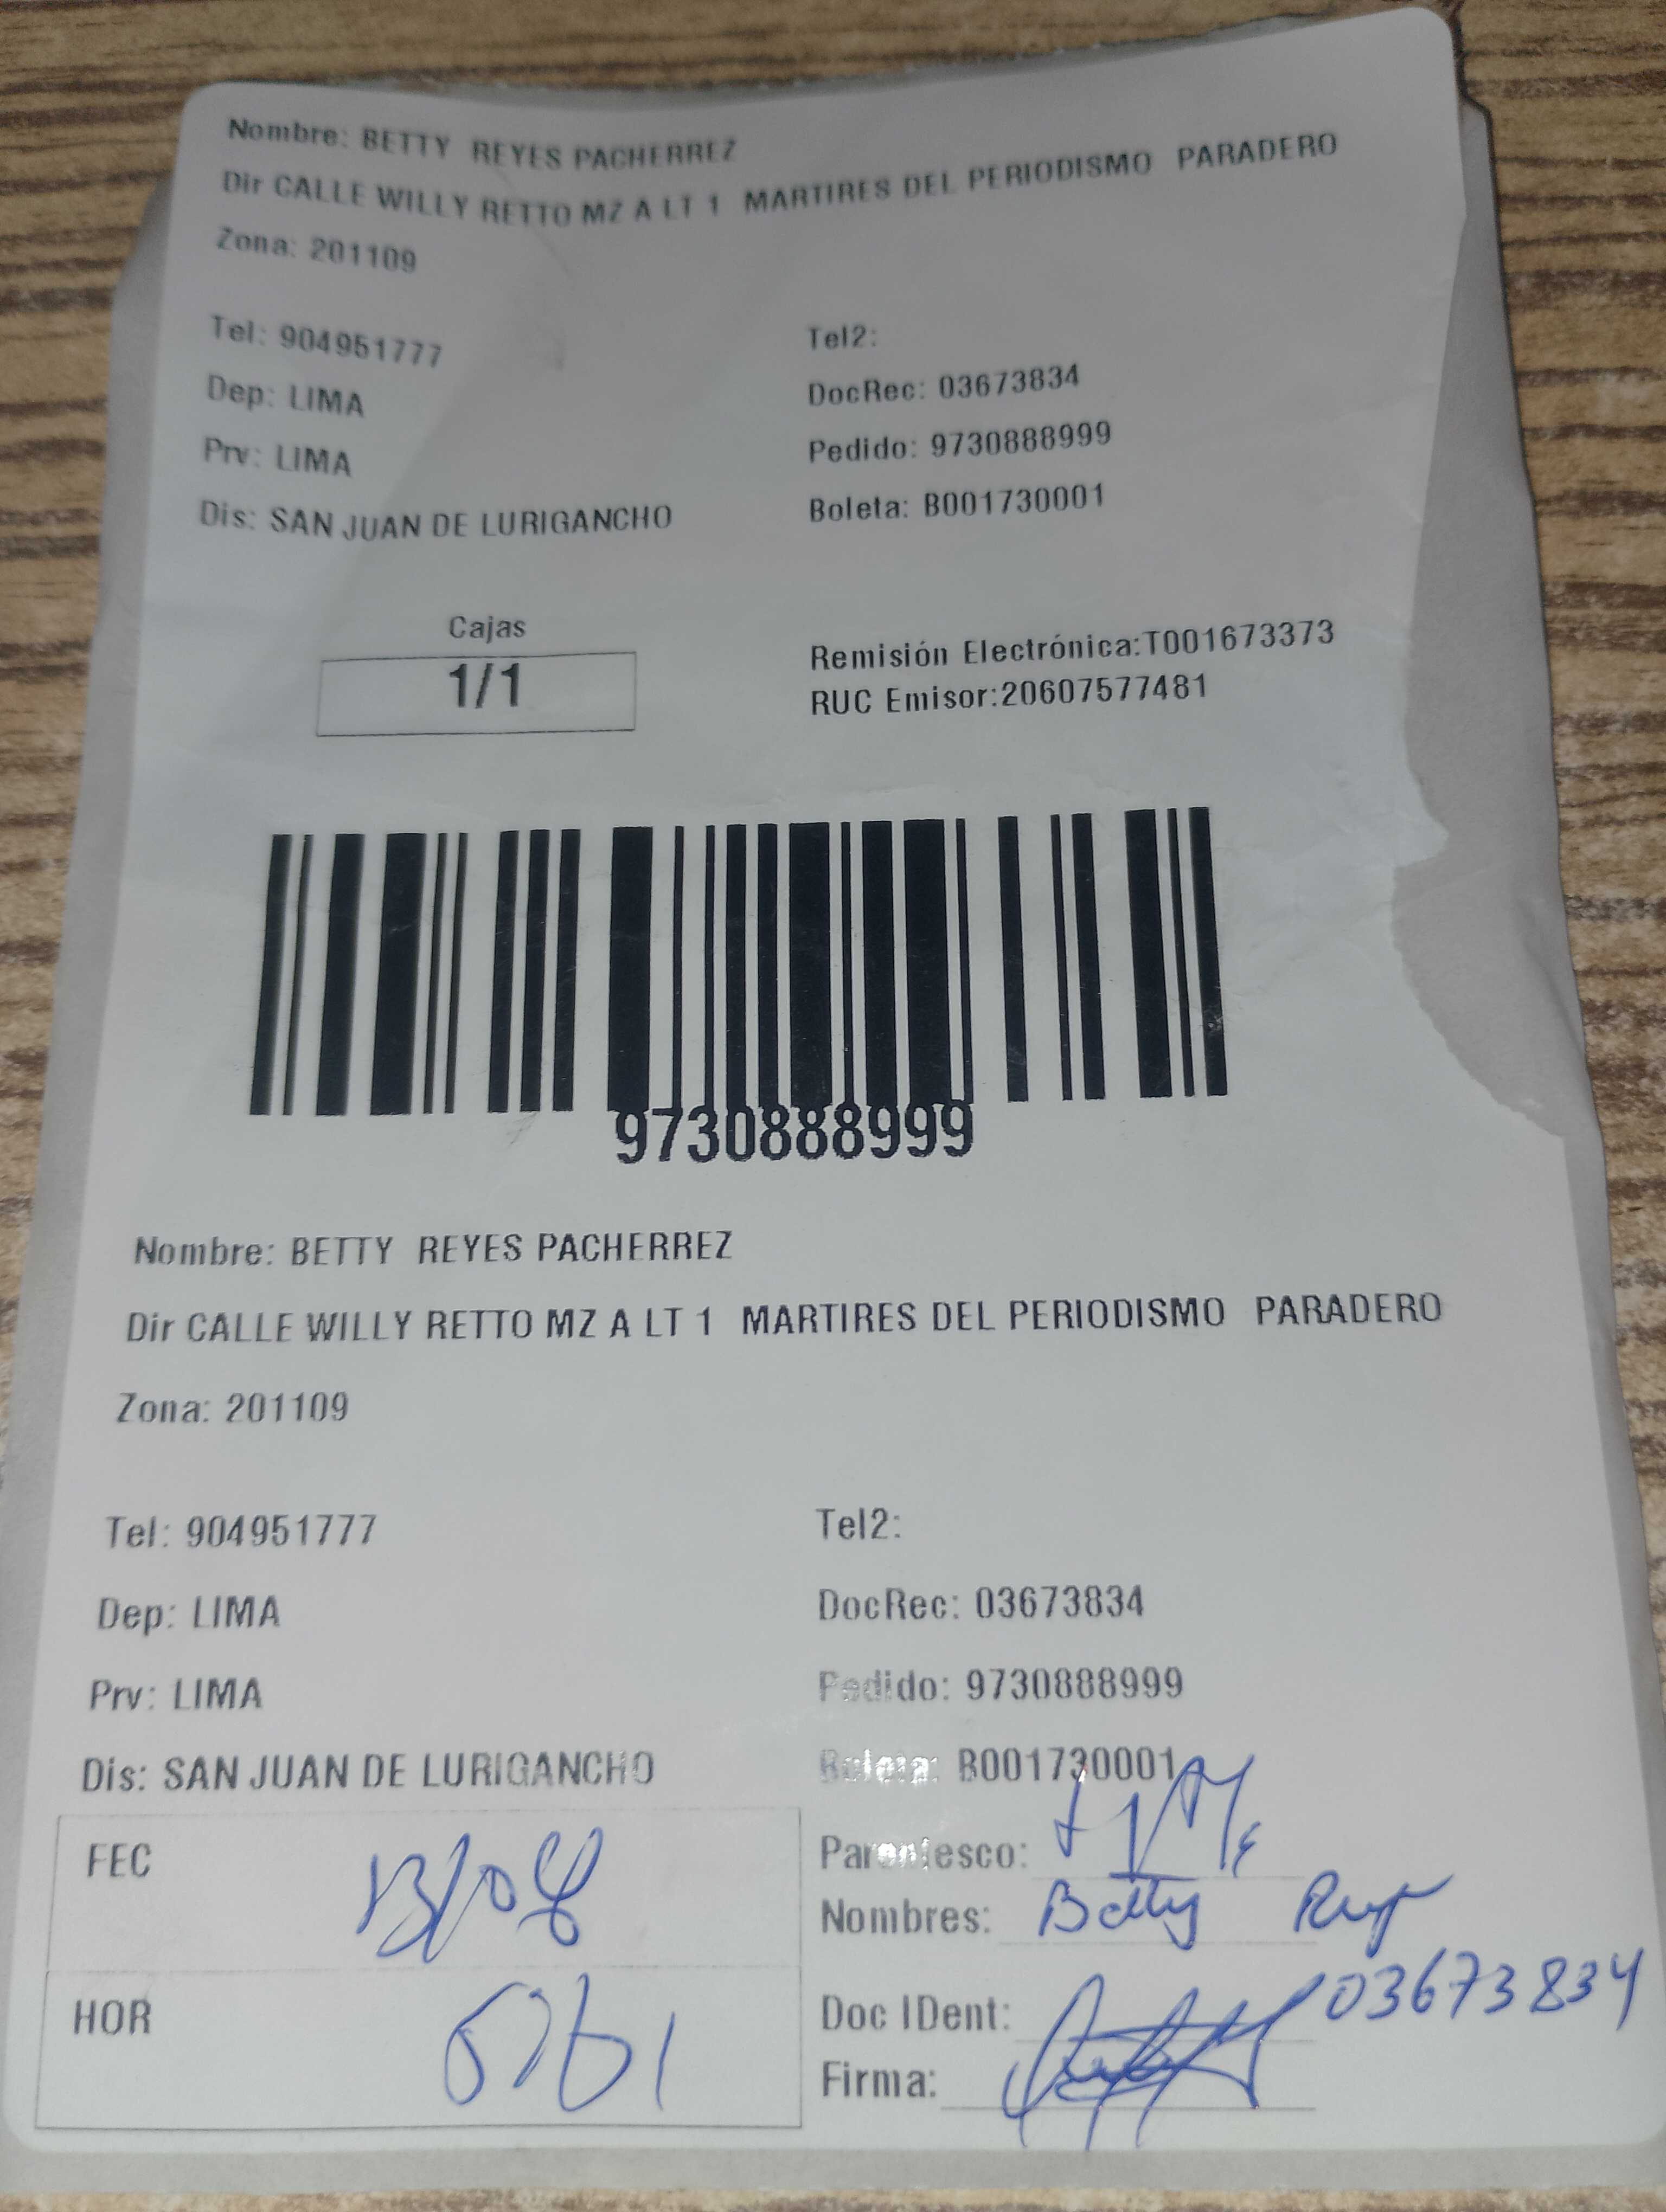 Nombre: BETTY REYES PACHERREZ
Dir CALLE WILLY RETTO MZ A LT 1 MARTIRES DEL PERIODISMO PARADERO
Zona: 201109
Tel: 904951777 Tel2:
Dep: LIMA DocRec: 03673834
Prv: LIMA Pedido: 9730888999
Dis: SAN JUAN DE LURIGANCHO Boleta: B001730001
Cajas
1/1
Remisión Electrónica:T001673373
RUC Emisor:20607577481
9730888999
Nombre: BETTY REYES PACHERREZ
Dir CALLE WILLY RETTO MZ A LT 1 MARTIRES DEL PERIODISMO PARADERO
Zona: 201109
Tel: 904951777 Tel2:
Dep: LIMA DocRec: 03673834
Prv: LIMA Pedido: 9730888999
Dis: SAN JUAN DE LURIGANCHO Boleta: B001730001
FEC 13/08
Parentesco:
Nombres: Betty
HOR
Doc IDent: 03673834
Firma: